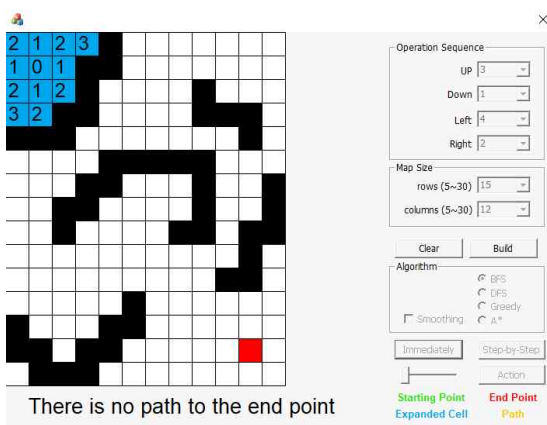 2 1 2 3
1 0 1
2 1 2
3 2
There is no path to the end point
Operation Sequence
UP 3
Down 1
Left 4
Right 2
Map Size
rows (5~30) 15
columns (5~30) 12
Clear Build
Algorithm
BFS
DFS
Greedy
Smoothing A*
Immediately Step-by-Step
Action
Starting Point End Point
Expanded Cell Path